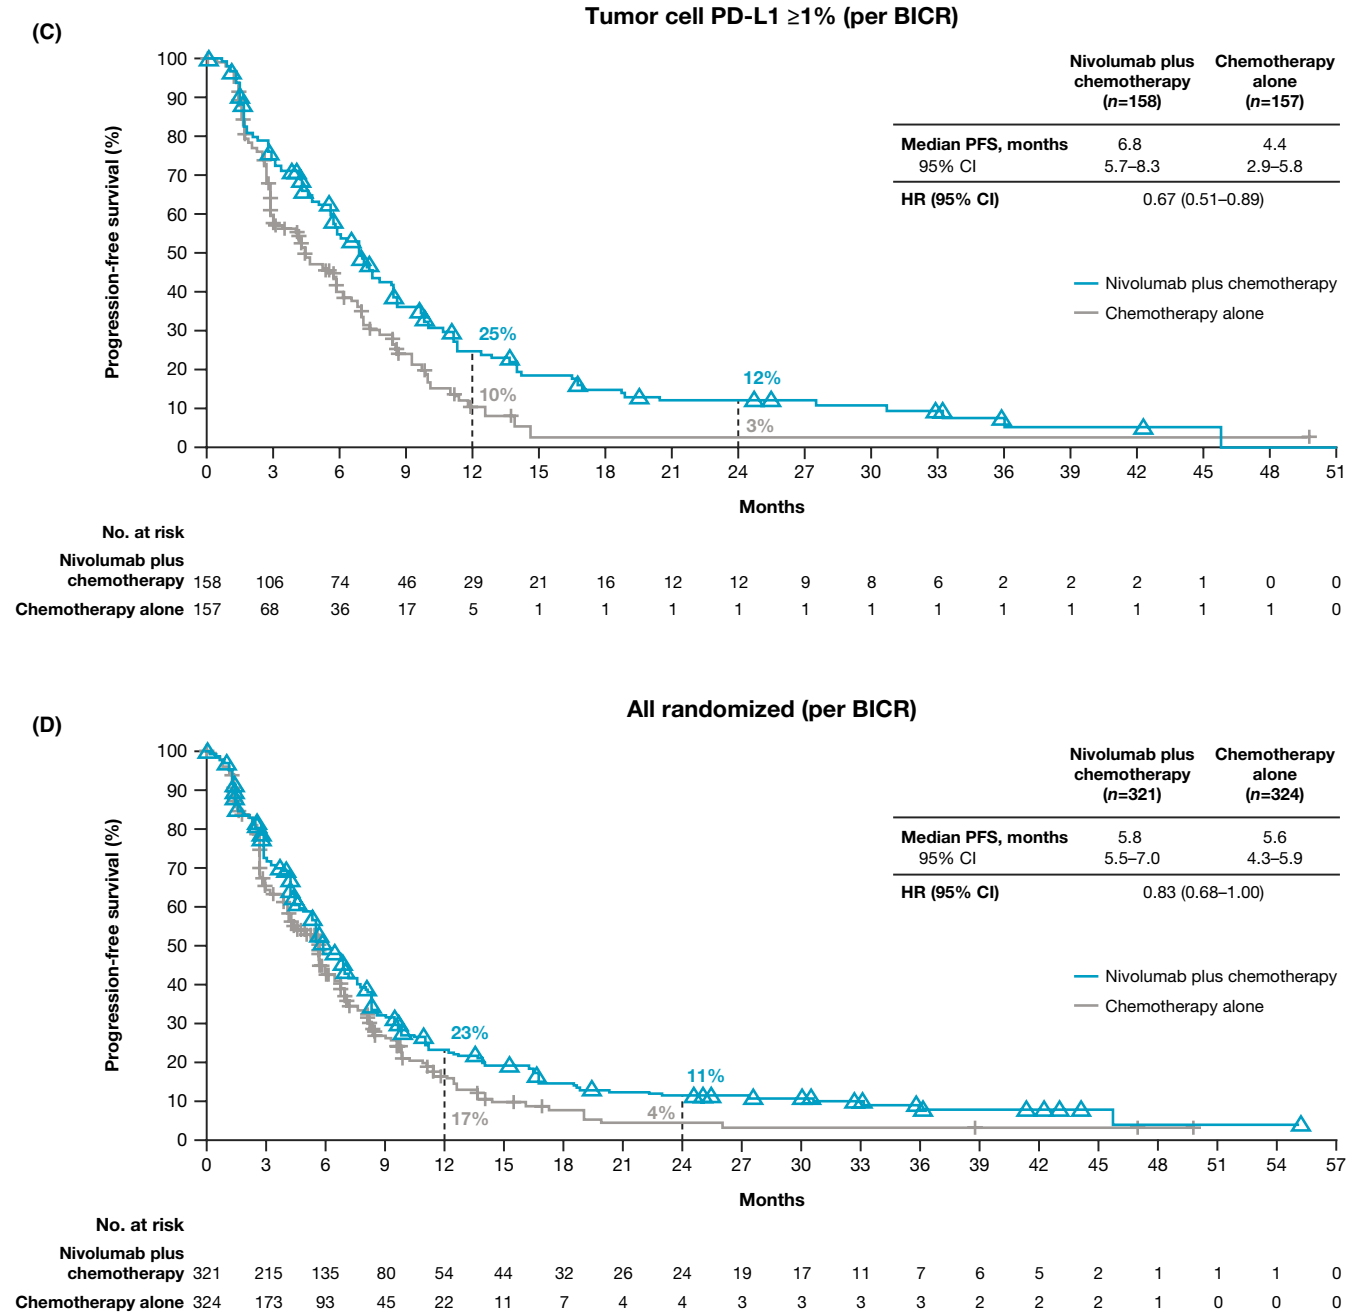 (C)
Tumor cell PD-L1 ≥1% (per BICR)
Nivolumab plus chemotherapy (n=158)
Chemotherapy alone (n=157)
Median PFS, months 6.8 4.4
95% CI 5.7–8.3 2.9–5.8
HR (95% CI) 0.67 (0.51–0.89)
Nivolumab plus chemotherapy
Chemotherapy alone
Progression-free survival (%)
100
90
80
70
60
50
40
30
20
10
0
25%
10%
12%
3%
0 3 6 9 12 15 18 21 24 27 30 33 36 39 42 45 48 51
Months
No. at risk
Nivolumab plus
chemotherapy 158 106 74 46 29 21 16 12 12 9 8 6 2 2 2 1 0 0
Chemotherapy alone 157 68 36 17 5 1 1 1 1 1 1 1 1 1 1 1 1 0
(D)
All randomized (per BICR)
Nivolumab plus chemotherapy (n=321)
Chemotherapy alone (n=324)
Median PFS, months 5.8 5.6
95% CI 5.5–7.0 4.3–5.9
HR (95% CI) 0.83 (0.68–1.00)
Nivolumab plus chemotherapy
Chemotherapy alone
Progression-free survival (%)
100
90
80
70
60
50
40
30
20
10
0
23%
17%
11%
4%
0 3 6 9 12 15 18 21 24 27 30 33 36 39 42 45 48 51 54 57
Months
No. at risk
Nivolumab plus
chemotherapy 321 215 135 80 54 44 32 26 24 19 17 11 7 6 5 2 1 1 1 0
Chemotherapy alone 324 173 93 45 22 11 7 4 4 3 3 3 3 2 2 2 1 0 0 0